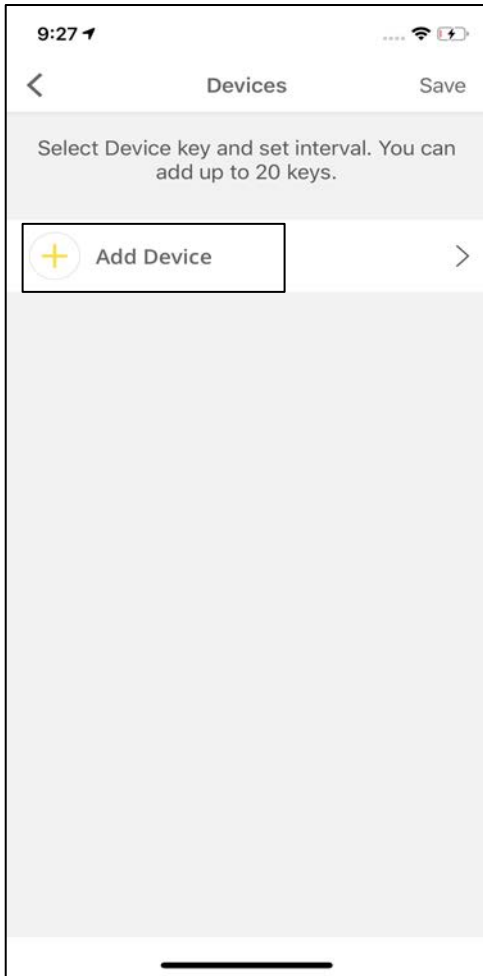 9:27
Devices
Save
Select Device key and set interval. You can
add up to 20 keys.
Add Device